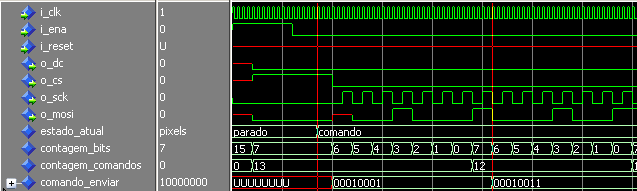 i_clk 1
i_ena 0
i_reset U
o_dc 0
o_cs 0
o_sck 0
o_mosi 0
estado_atual pixels parado comando
contagem_bits 7 15 7 6 5 4 3 2 1 0 7 6 5 4 3 2 1 0
contagem_comandos 0 0 13 12
comando_enviar 10000000 UUUUUUUU 00010001 00010011